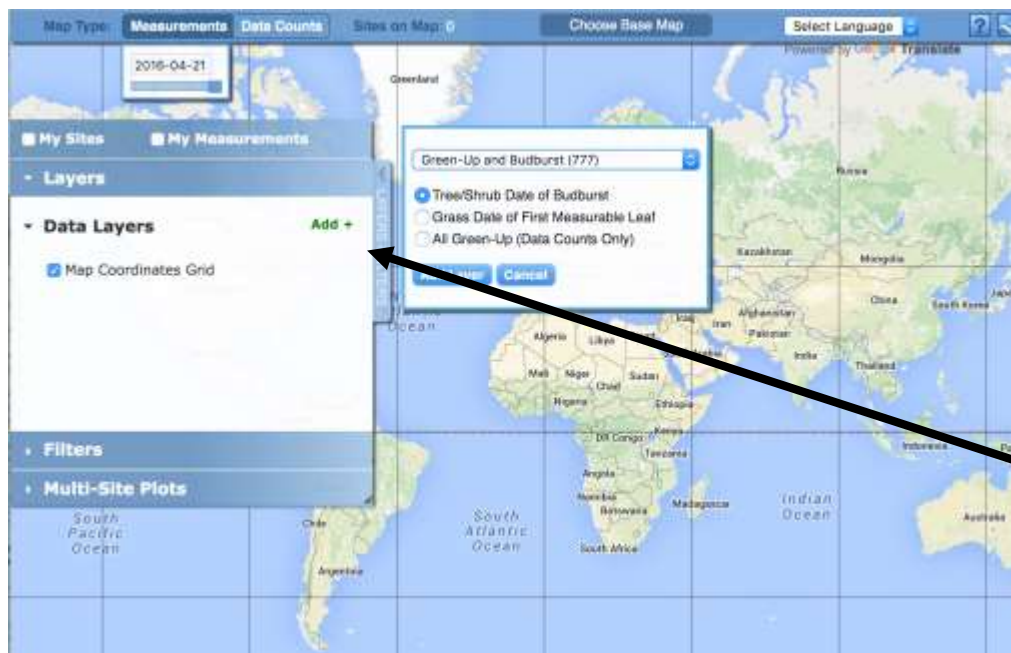 Map Type: Measurements Data Counts Sites on Map: 0 Choose Base Map Select Language ?
Powered by Translate
2016-04-21
Greenland
My Sites My Measurements
Layers
Data Layers Add +
Map Coordinates Grid
Filters
Multi-Site Plots
Green-Up and Budburst (777)
Tree/Shrub Date of Budburst
Grass Date of First Measurable Leaf
All Green-Up (Data Counts Only)
Cancel
Russia
Kazakhstan
Mongolia
China
South Korea
Afghanistan
Pakistan
Iraq
Iran
India
Thailand
Ocean
Algeria
Libya
Mali
Niger
Chad
Sudan
Nigeria
Ethiopia
DR Congo
Kenya
Tanzania
Indonesia
Angola
Namibia
Botswana
Madagascar
South Africa
South
Pacific
Ocean
Chile
Argentina
South
Atlantic
Ocean
Indian
Ocean
Australia